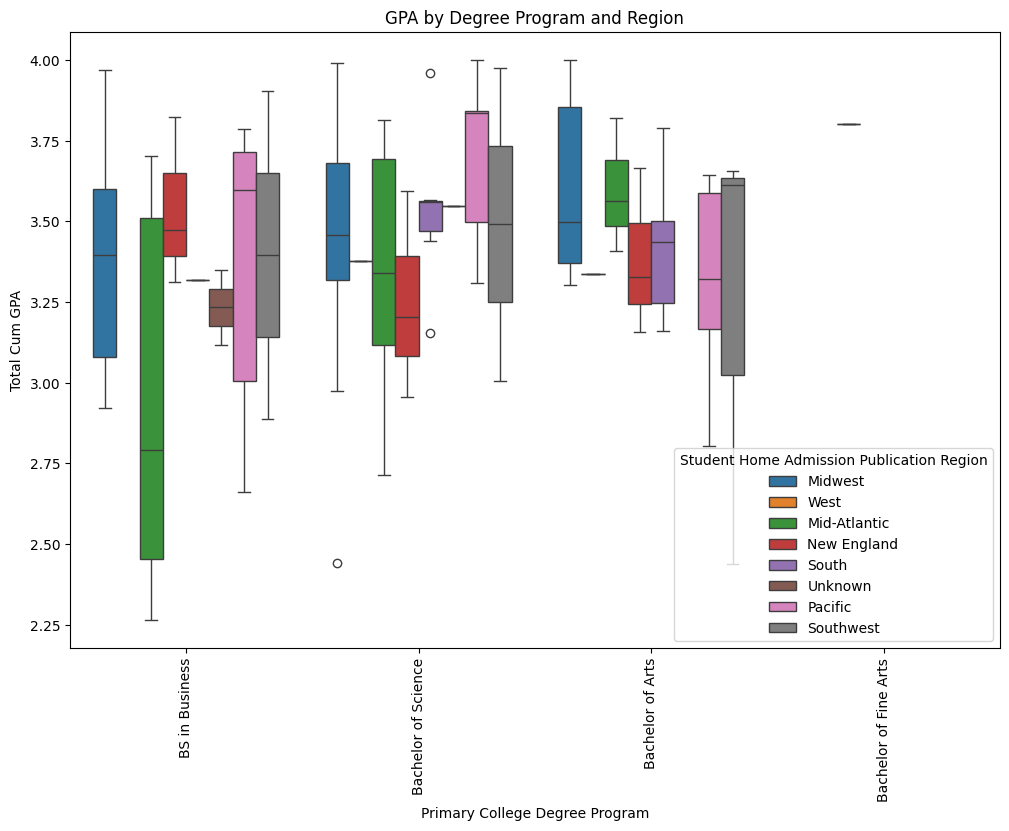 GPA by Degree Program and Region
Total Cum GPA
4.00
3.75
3.50
3.25
3.00
2.75
2.50
2.25
Student Home Admission Publication Region
Midwest
West
Mid-Atlantic
New England
South
Unknown
Pacific
Southwest
BS in Business
Bachelor of Science
Bachelor of Arts
Bachelor of Fine Arts
Primary College Degree Program